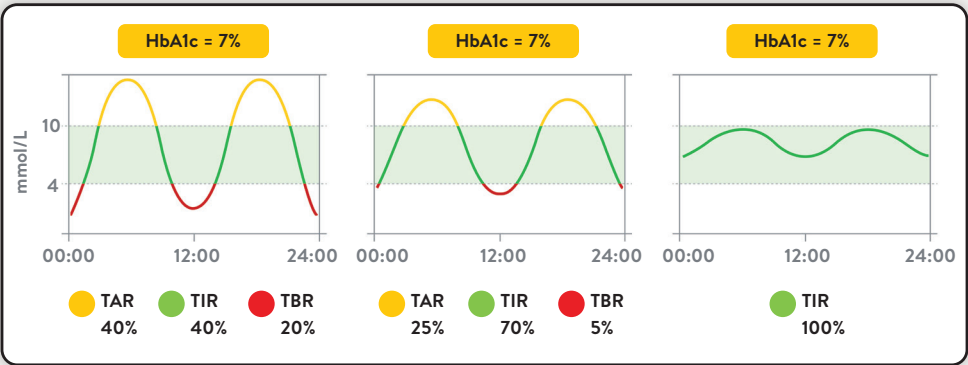 HbA1c = 7%
HbA1c = 7%
HbA1c = 7%
mmol/L
10
4
00:00 12:00 24:00
00:00 12:00 24:00
00:00 12:00 24:00
TAR TIR TBR
40% 40% 20%
TAR TIR TBR
25% 70% 5%
TIR
100%